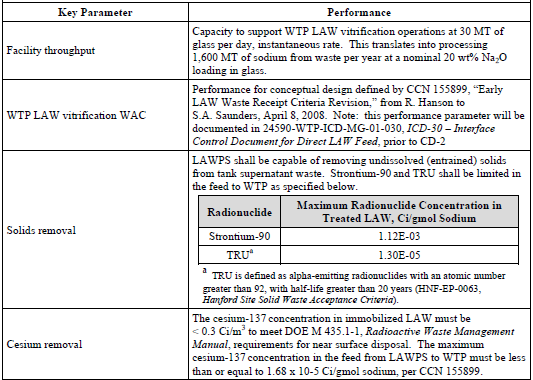 Key Parameter
Performance
Facility throughput
Capacity to support WTP LAW vitrification operations at 30 MT of
glass per day, instantaneous rate.  This translates into processing
1,600 MT of sodium from waste per year at a nominal 20 wt% Na₂O
loading in glass.
WTP LAW vitrification WAC
Performance for conceptual design defined by CCN 155899, “Early
LAW Waste Receipt Criteria Revision,” from R. Hanson to
S.A. Saunders, April 8, 2008.  Note:  this performance parameter will be
documented in 24590-WTP-ICD-MG-01-030, ICD-30 – Interface
Control Document for Direct LAW Feed, prior to CD-2
Solids removal
LAWPS shall be capable of removing undissolved (entrained) solids
from tank supernatant waste.  Strontium-90 and TRU shall be limited in
the feed to WTP as specified below.
Radionuclide
Maximum Radionuclide Concentration in
Treated LAW, Ci/gmol Sodium
Strontium-90
1.12E-03
TRUᵃ
1.30E-05
ᵃ TRU is defined as alpha-emitting radionuclides with an atomic number
greater than 92, with half-life greater than 20 years (HNF-EP-0063,
Hanford Site Solid Waste Acceptance Criteria).
Cesium removal
The cesium-137 concentration in immobilized LAW must be
< 0.3 Ci/m³ to meet DOE M 435.1-1, Radioactive Waste Management
Manual, requirements for near surface disposal.  The maximum
cesium-137 concentration in the feed from LAWPS to WTP must be less
than or equal to 1.68 x 10-5 Ci/gmol sodium, per CCN 155899.